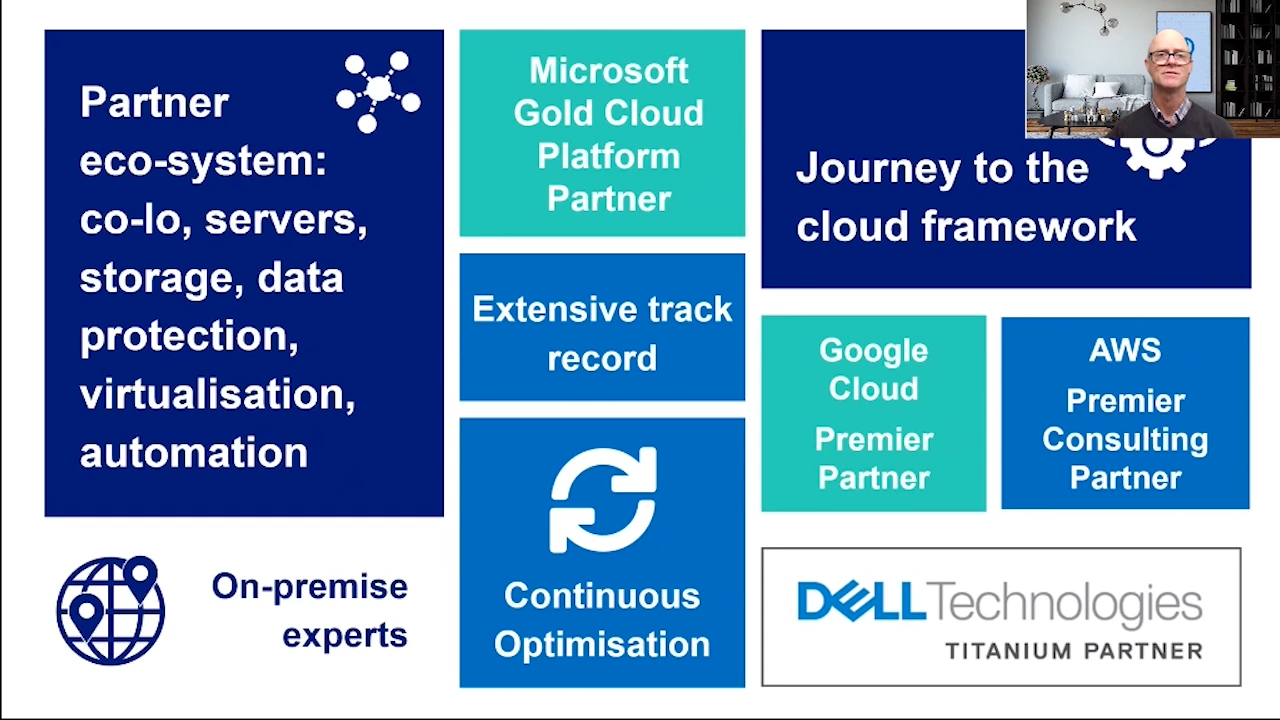 Partner
eco-system:
co-lo, servers,
storage, data
protection,
virtualisation,
automation
Microsoft
Gold Cloud
Platform
Partner
Journey to the
cloud framework
Extensive track
record
Google
Cloud
Premier
Partner
AWS
Premier
Consulting
Partner
On-premise
experts
Continuous
Optimisation
DELLTechnologies
TITANIUM PARTNER